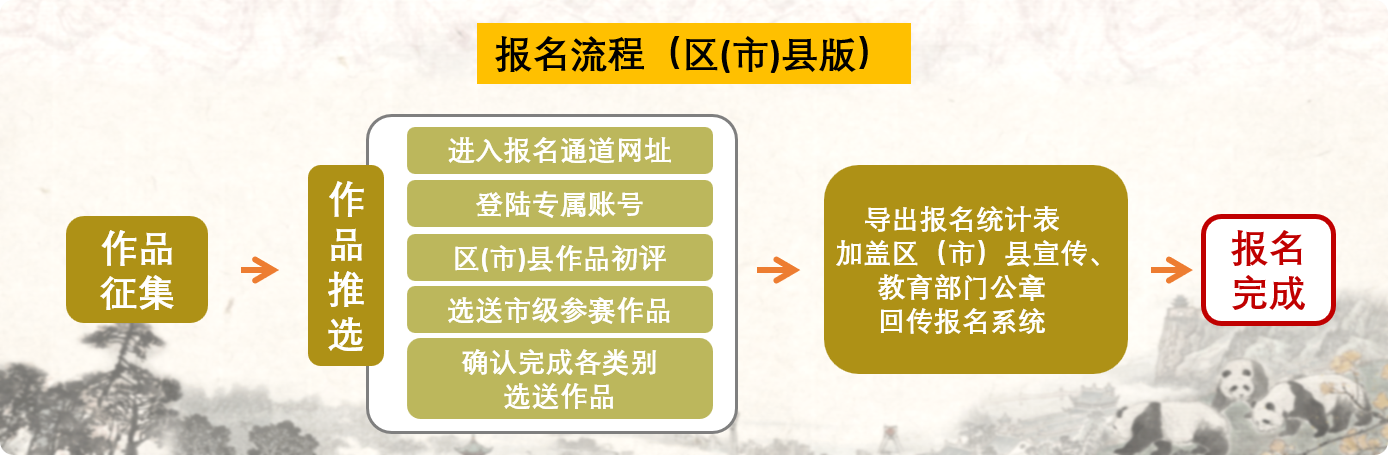 报名流程（区(市)县版）
作品
征集
作品推选
进入报名通道网址
登陆专属账号
区(市)县作品初评
选送市级参赛作品
确认完成各类别
选送作品
导出报名统计表
加盖区（市）县宣传、
教育部门公章
回传报名系统
报名
完成